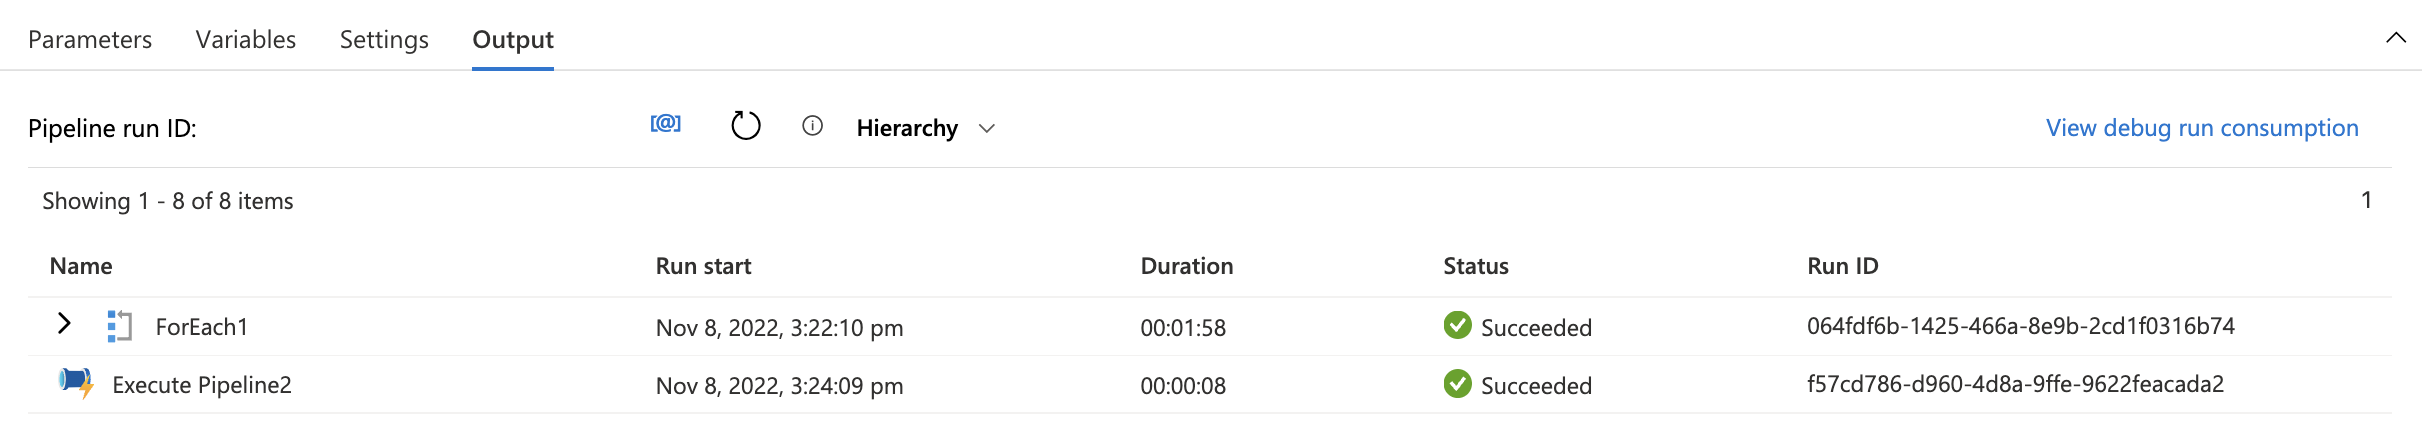 Parameters Variables Settings Output
Pipeline run ID: [@] Hierarchy View debug run consumption
Showing 1 - 8 of 8 items 1
Name Run start Duration Status Run ID
ForEach1 Nov 8, 2022, 3:22:10 pm 00:01:58 Succeeded 064fdf6b-1425-466a-8e9b-2cd1f0316b74
Execute Pipeline2 Nov 8, 2022, 3:24:09 pm 00:00:08 Succeeded f57cd786-d960-4d8a-9ffe-9622feacada2